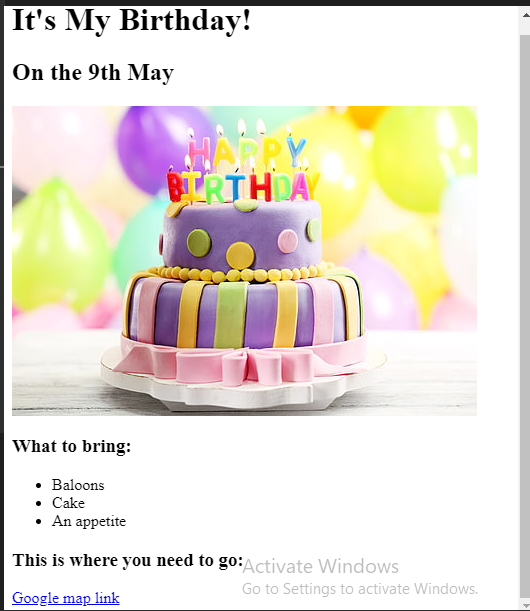 It's My Birthday!
On the 9th May
HAPPY
BIRTHDAY
What to bring:
Baloons
Cake
An appetite
This is where you need to go:
Activate Windows
Go to Settings to activate Windows.
Google map link